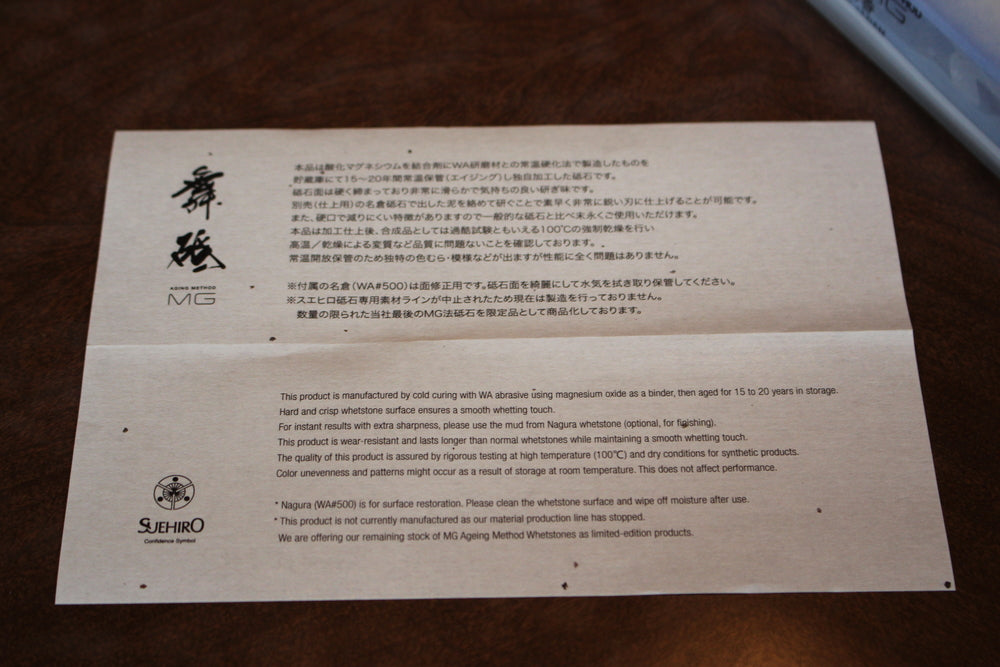 舞
砥
AGING METHOD
MG
本品は酸化マグネシウムを結合剤にWA研磨材との常温硬化法で製造したものを
貯蔵庫にて15～20年間常温保管(エイジング)し独自加工した砥石です。
砥石面は硬く締まっており非常に滑らかで気持ちの良い研ぎ味です。
別売(仕上用)の名倉砥石で出した泥を絡めて研ぐことで素早く非常に鋭い刃に仕上げることが可能です。
また、硬口で減りにくい特徴がありますので一般的な砥石と比べ末永くご使用いただけます。
本品は加工仕上後、合成品としては過酷試験ともいえる100℃の強制乾燥を行い
高温／乾燥による変質など品質に問題ないことを確認しております。
常温開放保管のため独特の色むら・模様などが出ますが性能に全く問題はありません。
※付属の名倉(WA#500)は面修正用です。砥石面を綺麗にして水気を拭き取り保管してください。
※スエヒロ砥石専用素材ラインが中止されたため現在は製造を行っておりません。
数量の限られた当社最後のMG法砥石を限定品として商品化しております。
This product is manufactured by cold curing with WA abrasive using magnesium oxide as a binder, then aged for 15 to 20 years in storage.
Hard and crisp whetstone surface ensures a smooth whetting touch.
For instant results with extra sharpness, please use the mud from Nagura whetstone (optional, for finishing).
This product is wear-resistant and lasts longer than normal whetstones while maintaining a smooth whetting touch.
The quality of this product is assured by rigorous testing at high temperature (100℃) and dry conditions for synthetic products.
Color unevenness and patterns might occur as a result of storage at room temperature. This does not affect performance.
* Nagura (WA#500) is for surface restoration. Please clean the whetstone surface and wipe off moisture after use.
* This product is not currently manufactured as our material production line has stopped.
We are offering our remaining stock of MG Ageing Method Whetstones as limited-edition products.
SUEHIRO
Confidence Symbol
MG